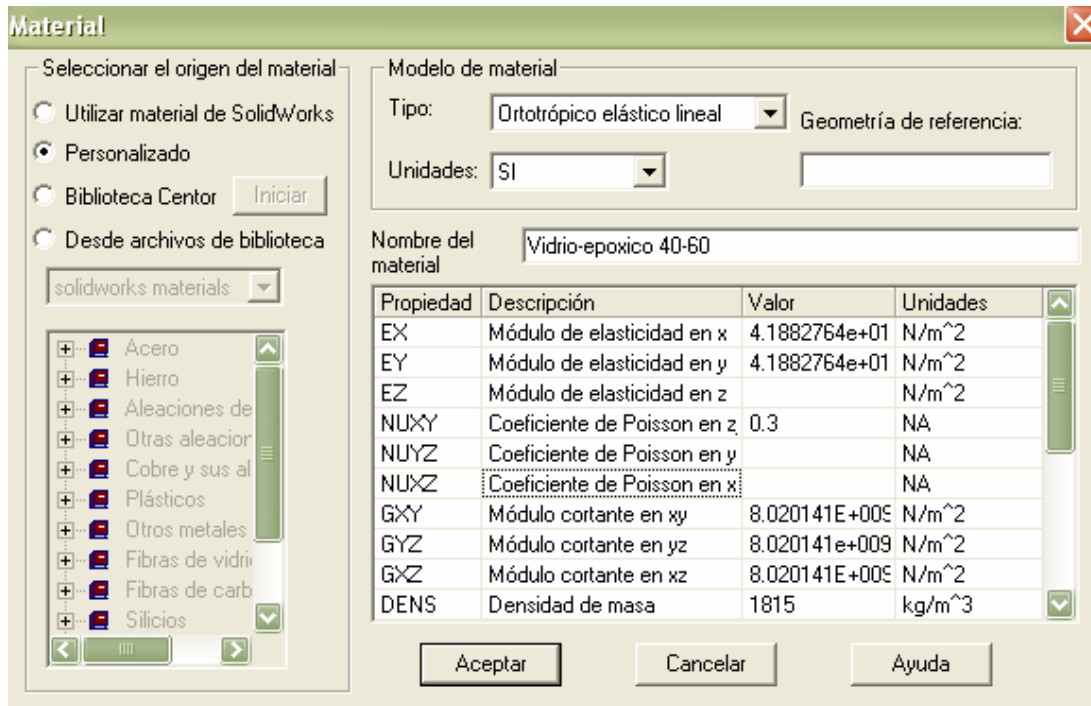 Material
Seleccionar el origen del material
Utilizar material de SolidWorks
Personalizado
Biblioteca Centor Iniciar
Desde archivos de biblioteca
solidworks materials
Acero
Hierro
Aleaciones de
Otras aleacior
Cobre y sus al
Plásticos
Otros metales
Fibras de vidri
Fibras de carb
Silicios
Modelo de material
Tipo: Ortotrópico elástico lineal Geometría de referencia:
Unidades: SI
Nombre del material Vidrio-epoxico 40-60
Propiedad Descripción Valor Unidades
EX Módulo de elasticidad en x 4.1882764e+01 N/m^2
EY Módulo de elasticidad en y 4.1882764e+01 N/m^2
EZ Módulo de elasticidad en z N/m^2
NUXY Coeficiente de Poisson en z 0.3 NA
NUYZ Coeficiente de Poisson en y NA
NUXZ Coeficiente de Poisson en x NA
GXY Módulo cortante en xy 8.020141E+009 N/m^2
GYZ Módulo cortante en yz 8.020141e+009 N/m^2
GXZ Módulo cortante en xz 8.020141E+009 N/m^2
DENS Densidad de masa 1815 kg/m^3
Aceptar Cancelar Ayuda